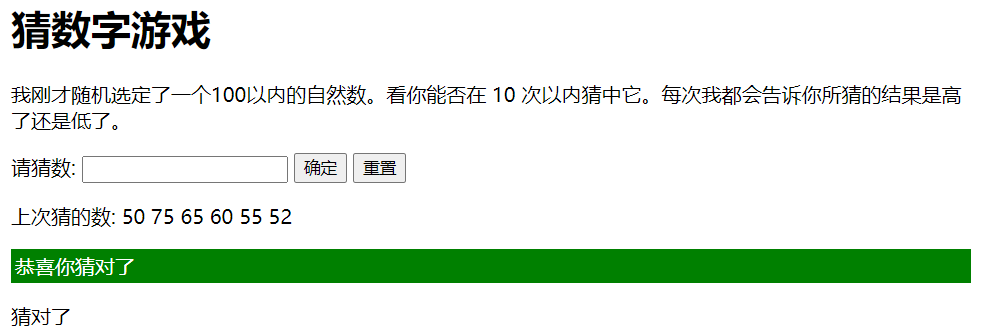 猜数字游戏
我刚才随机选定了一个100以内的自然数。看你能否在 10 次以内猜中它。每次我都会告诉你所猜的结果是高
了还是低了。
请猜数: 确定 重置
上次猜的数: 50 75 65 60 55 52
恭喜你猜对了
猜对了